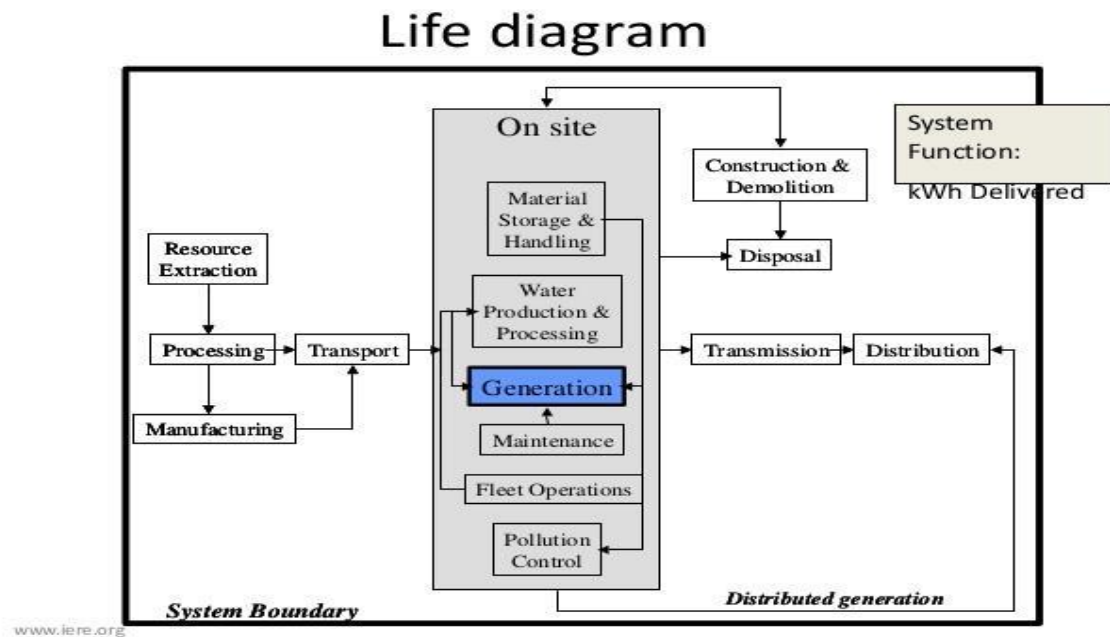 Life diagram
On site
System
Function:
kWh Delivered
Construction &
Demolition
Material
Storage &
Handling
Resource
Extraction
Disposal
Water
Production &
Processing
Processing
Transport
Transmission
Distribution
Generation
Manufacturing
Maintenance
Fleet Operations
Pollution
Control
System Boundary
Distributed generation
www.iere.org